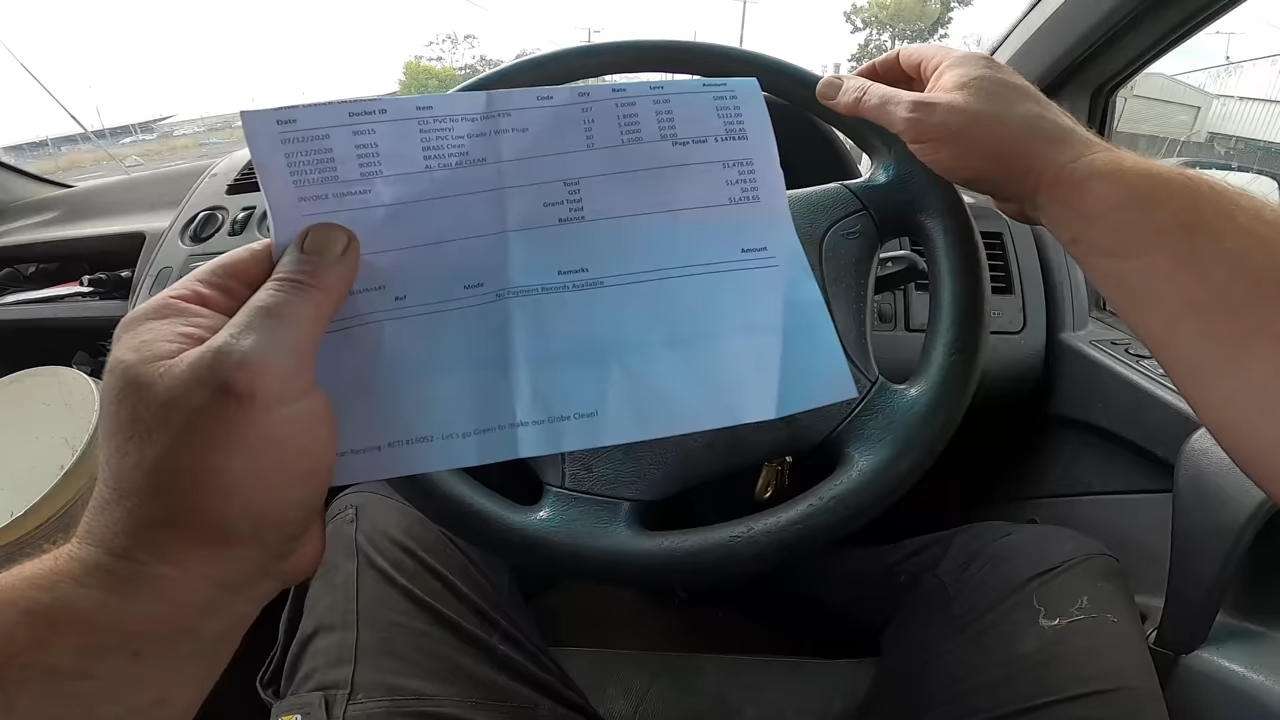 Date Docket ID Item Code Qty Rate Levy Amount
07/12/2020 90015 CU- PVC No Plugs (Min 43% Recovery) 327 3.0000 $0.00 $981.00
07/12/2020 90015 CU- PVC Low Grade / With Plugs 114 1.8000 $0.00 $205.20
07/12/2020 90015 BRASS Clean 20 5.6000 $0.00 $112.00
07/12/2020 90015 BRASS IRONY 30 3.0000 $0.00 $90.00
07/12/2020 90015 AL- Cast All CLEAN 67 1.3500 $0.00 $90.45
(Page Total $ 1478.65)
INVOICE SUMMARY
Total $1,478.65
GST $0.00
Grand Total $1,478.65
Paid $0.00
Balance $1,478.65
SUMMARY
Ref Mode Remarks Amount
No Payment Records Available
Recycling - RCTI #16052 - Let's go Green to make our Globe Clean!